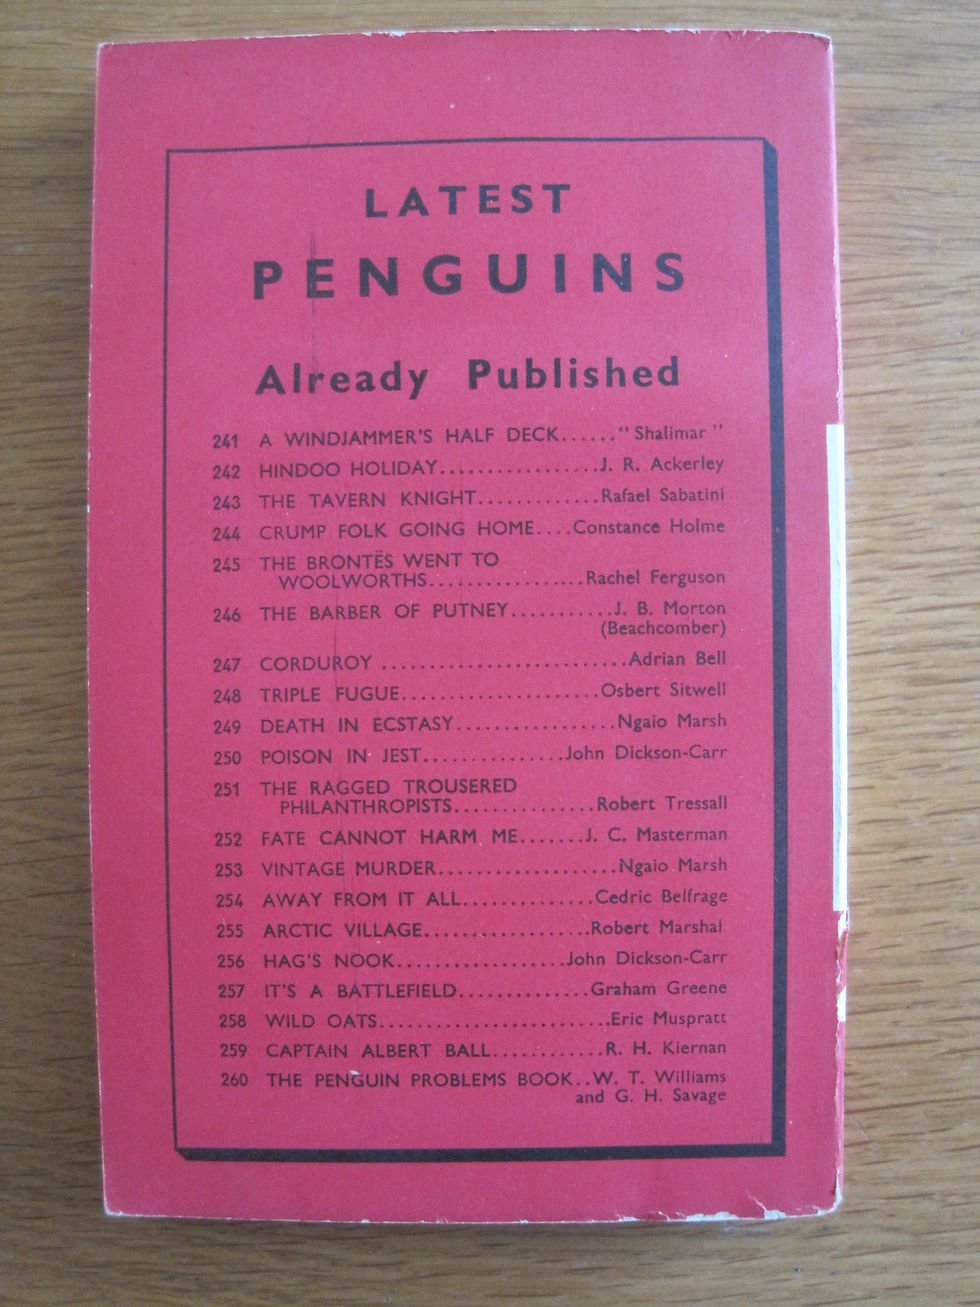 LATEST
PENGUINS
Already Published
241 A WINDJAMMER'S HALF DECK......"Shalimar"
242 HINDOO HOLIDAY.................J. R. Ackerley
243 THE TAVERN KNIGHT.............Rafael Sabatini
244 CRUMP FOLK GOING HOME....Constance Holme
245 THE BRONTËS WENT TO
WOOLWORTHS................Rachel Ferguson
246 THE BARBER OF PUTNEY...........J. B. Morton
(Beachcomber)
247 CORDUROY ..........................Adrian Bell
248 TRIPLE FUGUE.....................Osbert Sitwell
249 DEATH IN ECSTASY.................Ngaio Marsh
250 POISON IN JEST...............John Dickson-Carr
251 THE RAGGED TROUSERED
PHILANTHROPISTS...............Robert Tressall
252 FATE CANNOT HARM ME.......J. C. Masterman
253 VINTAGE MURDER...................Ngaio Marsh
254 AWAY FROM IT ALL..............Cedric Belfrage
255 ARCTIC VILLAGE..................Robert Marshal
256 HAG'S NOOK..................John Dickson-Carr
257 IT'S A BATTLEFIELD..............Graham Greene
258 WILD OATS.........................Eric Muspratt
259 CAPTAIN ALBERT BALL............R. H. Kiernan
260 THE PENGUIN PROBLEMS BOOK..W. T. Williams
and G. H. Savage